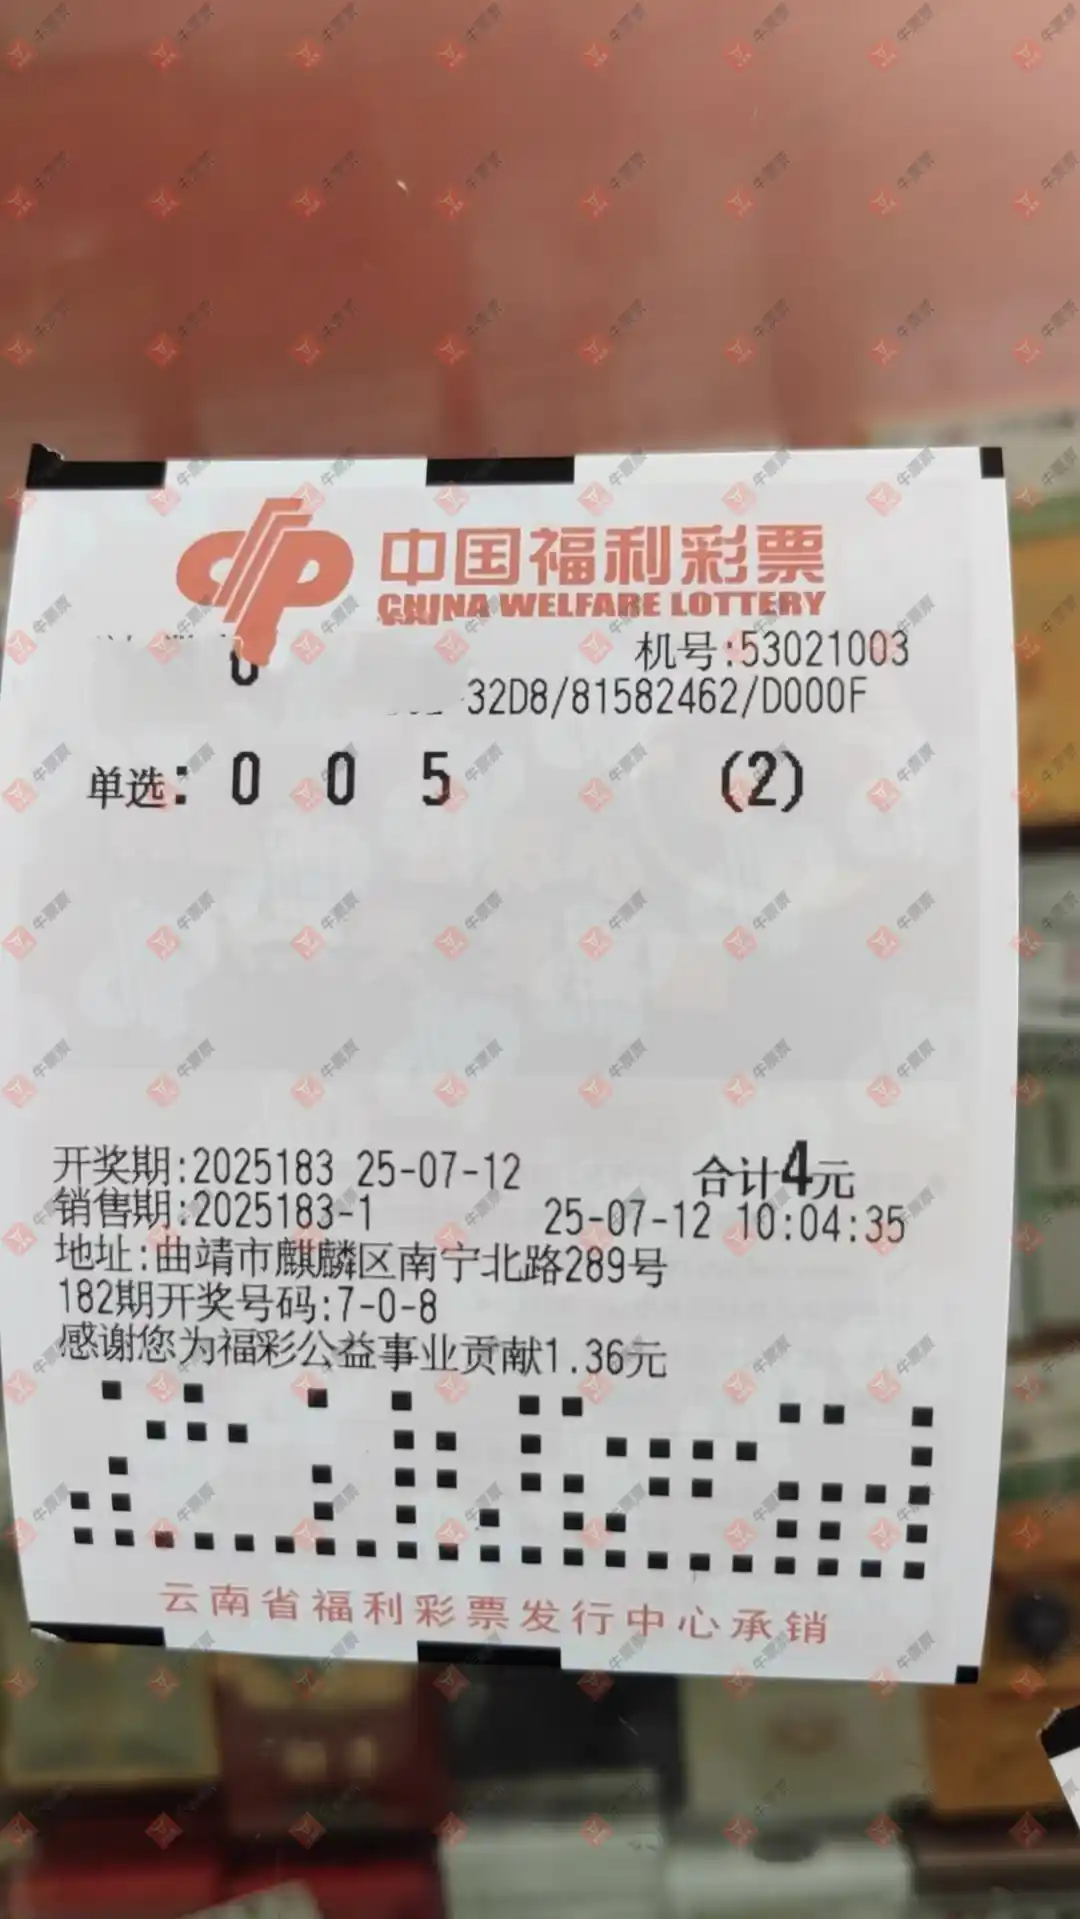 中国福利彩票
CHINA WELFARE LOTTERY
机号:53021003
32D8/81582462/D000F
单选: 0 0 5 (2)
开奖期:2025183 25-07-12 合计4元
销售期:2025183-1 25-07-12 10:04:35
地址:曲靖市麒麟区南宁北路289号
182期开奖号码:7-0-8
感谢您为福彩公益事业贡献1.36元
云南省福利彩票发行中心承销
牛票票